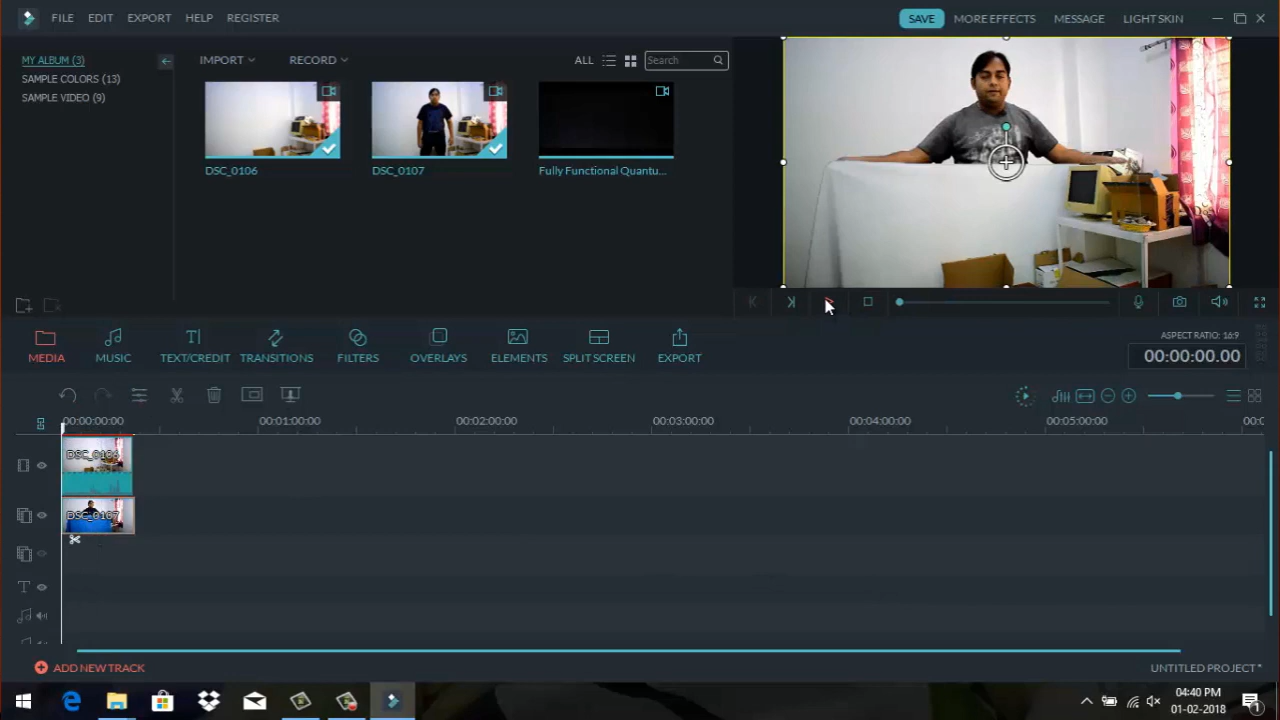 FILE EDIT EXPORT HELP REGISTER SAVE MORE EFFECTS MESSAGE LIGHT SKIN
MY ALBUM (3)
SAMPLE COLORS (13)
SAMPLE VIDEO (9)
IMPORT RECORD ALL Search
DSC_0106 DSC_0107 Fully Functional Quantu...
MEDIA MUSIC TEXT/CREDIT TRANSITIONS FILTERS OVERLAYS ELEMENTS SPLIT SCREEN EXPORT
ASPECT RATIO: 16:9
00:00:00.00
00:00:00:00 00:01:00:00 00:02:00:00 00:03:00:00 00:04:00:00 00:05:00:00 00:0
DSC_0106
DSC_0107
T
ADD NEW TRACK UNTITLED PROJECT*
04:40 PM
01-02-2018
1